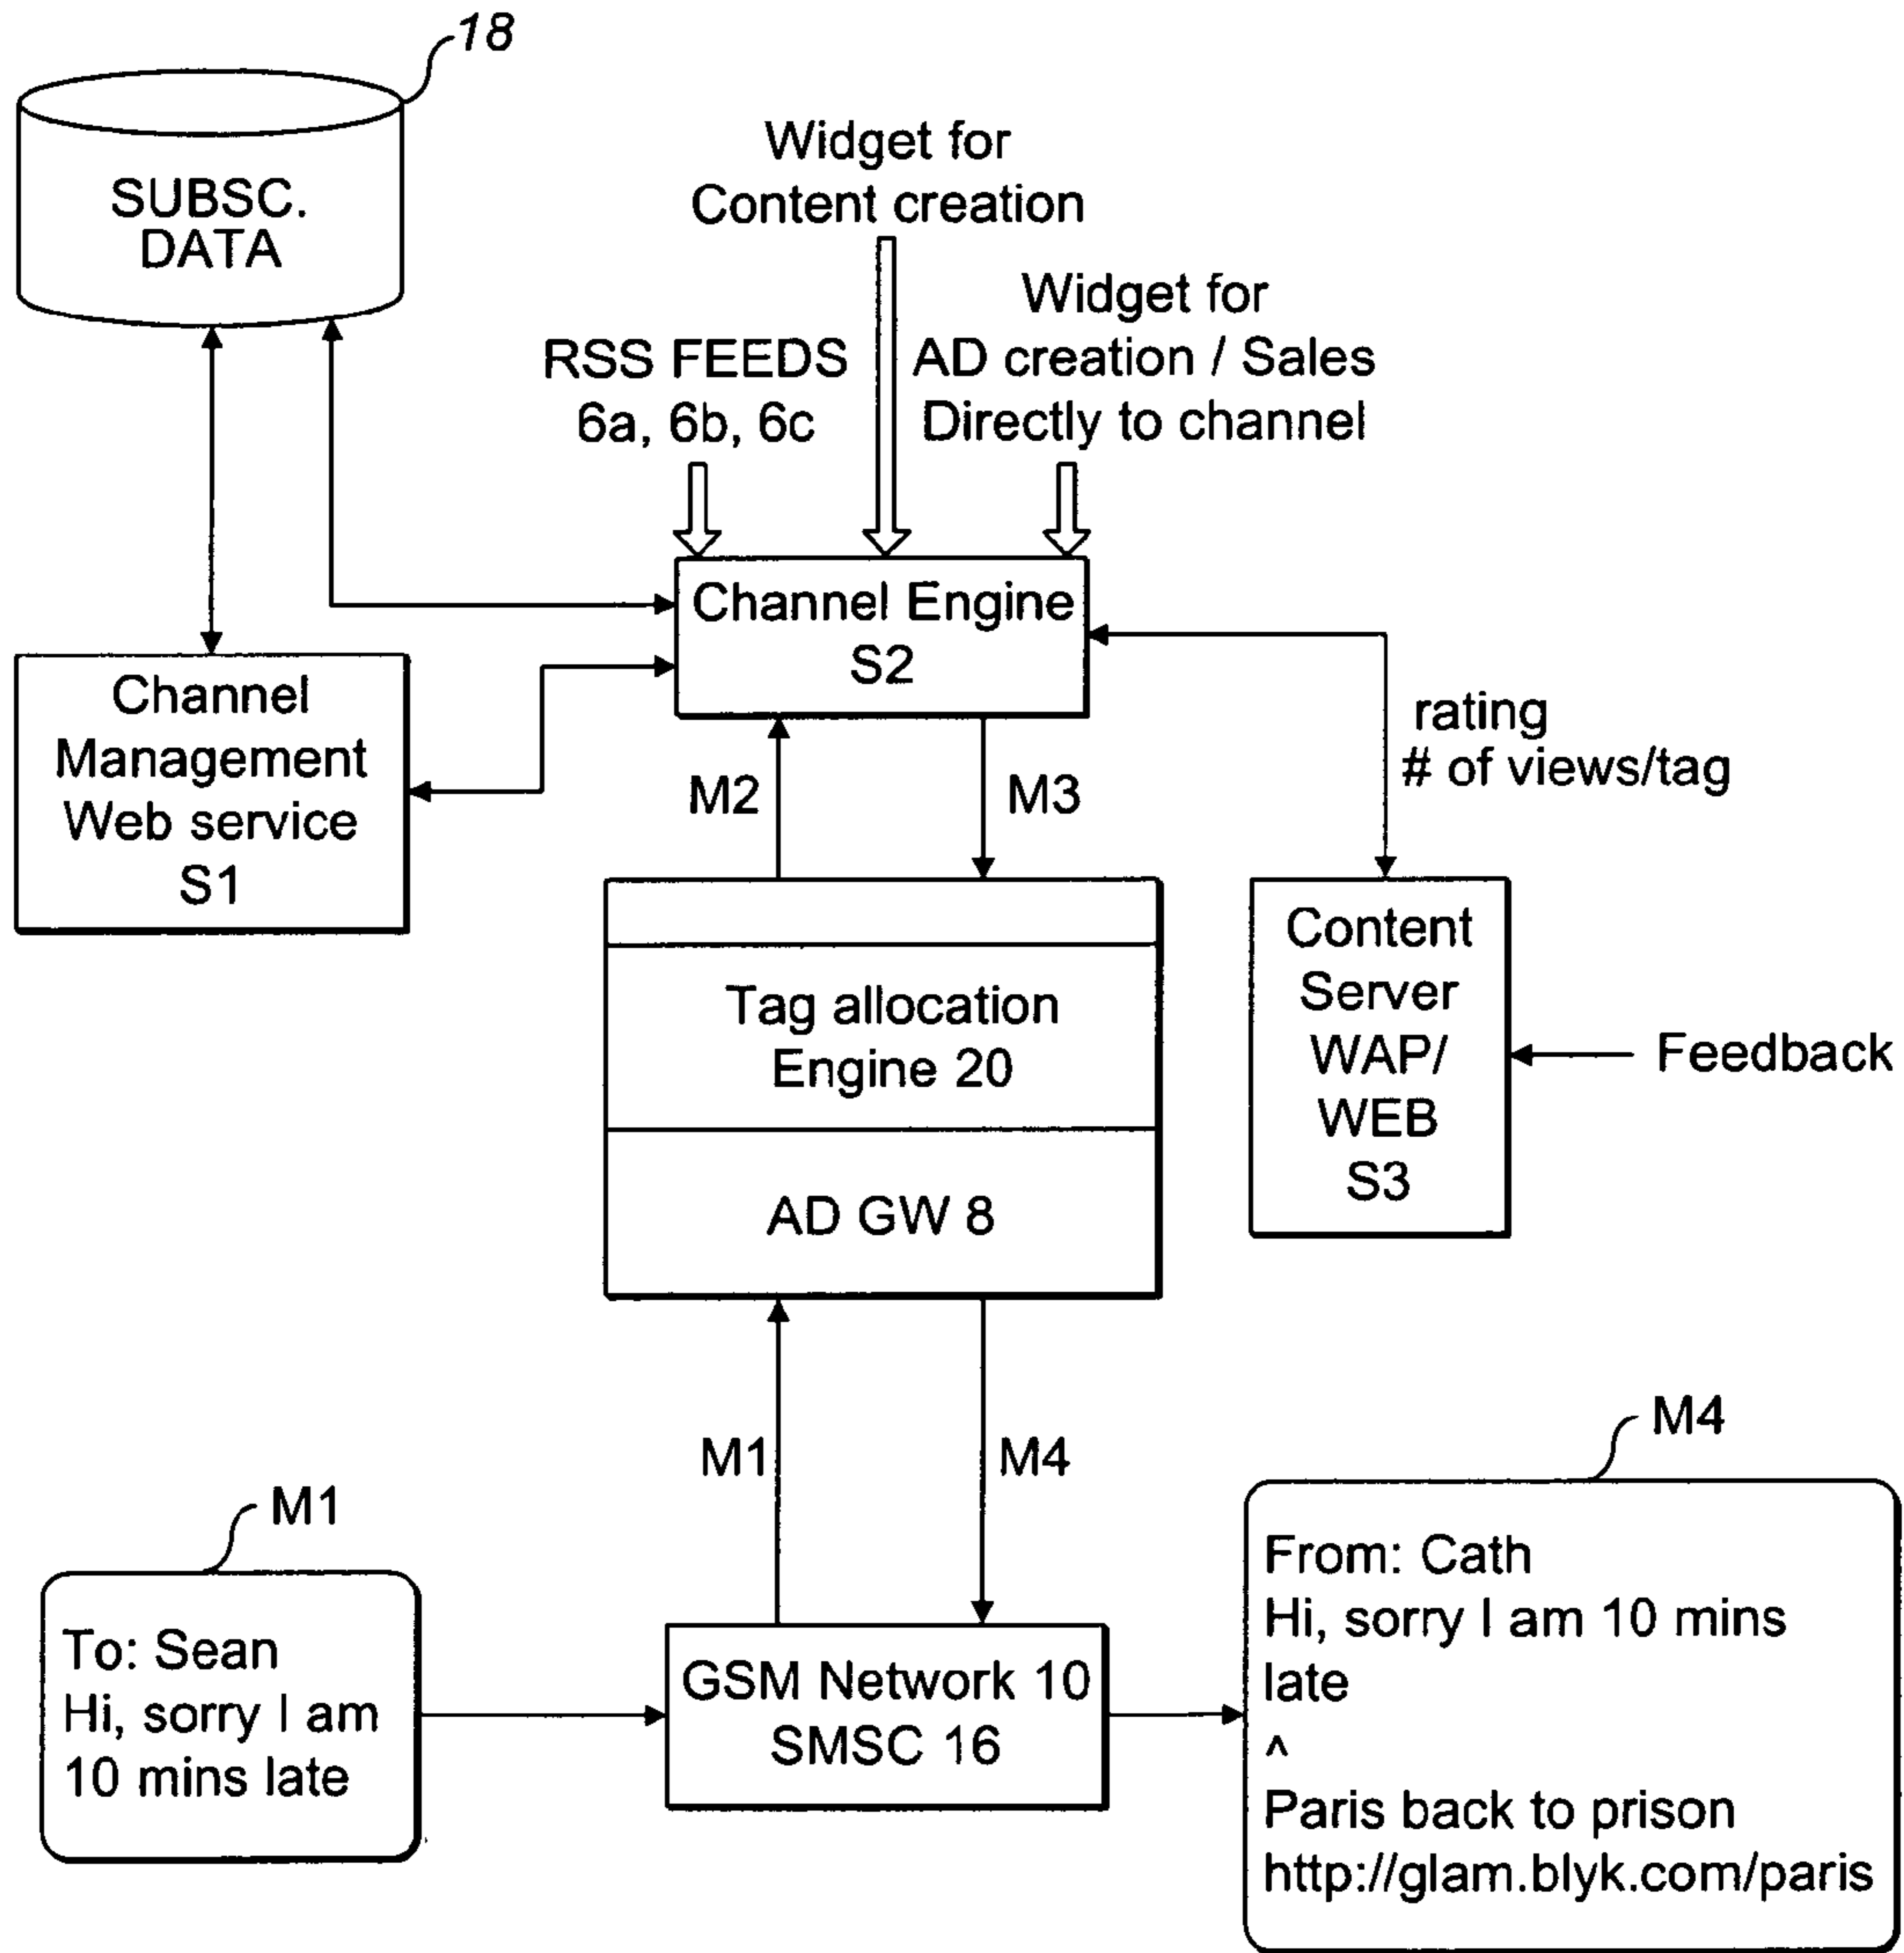 18
SUBSC.
DATA
Widget for
Content creation
Widget for
AD creation / Sales
Directly to channel
RSS FEEDS
6a, 6b, 6c
Channel Engine
S2
Channel
Management
Web service
S1
rating
# of views/tag
M2
M3
Tag allocation
Engine 20
AD GW 8
Content
Server
WAP/
WEB
S3
Feedback
M1
M4
M1
To: Sean
Hi, sorry I am
10 mins late
GSM Network 10
SMSC 16
M4
From: Cath
Hi, sorry I am 10 mins
late
^
Paris back to prison
http://glam.blyk.com/paris